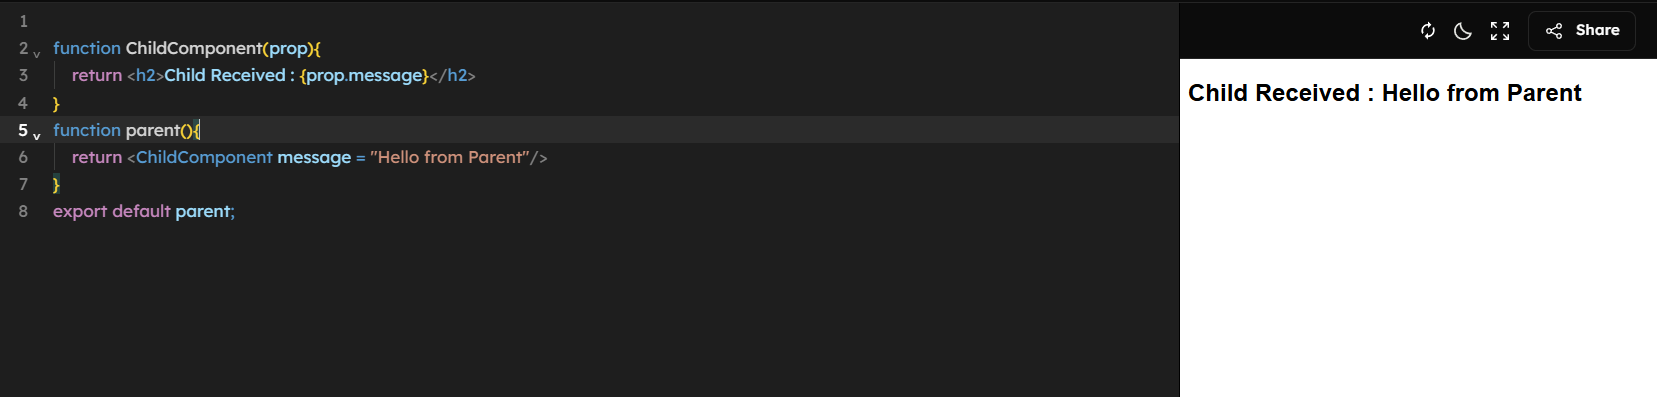 1
2 function ChildComponent(prop){
3 return <h2>Child Received : {prop.message}</h2>
4 }
5 function parent(){
6 return <ChildComponent message = "Hello from Parent"/>
7 }
8 export default parent;
Share
Child Received : Hello from Parent